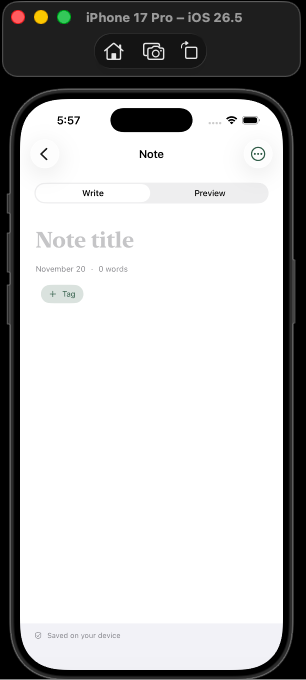 iPhone 17 Pro – iOS 26.5
5:57
Note
Write
Preview
Note title
November 20 · 0 words
+ Tag
Saved on your device